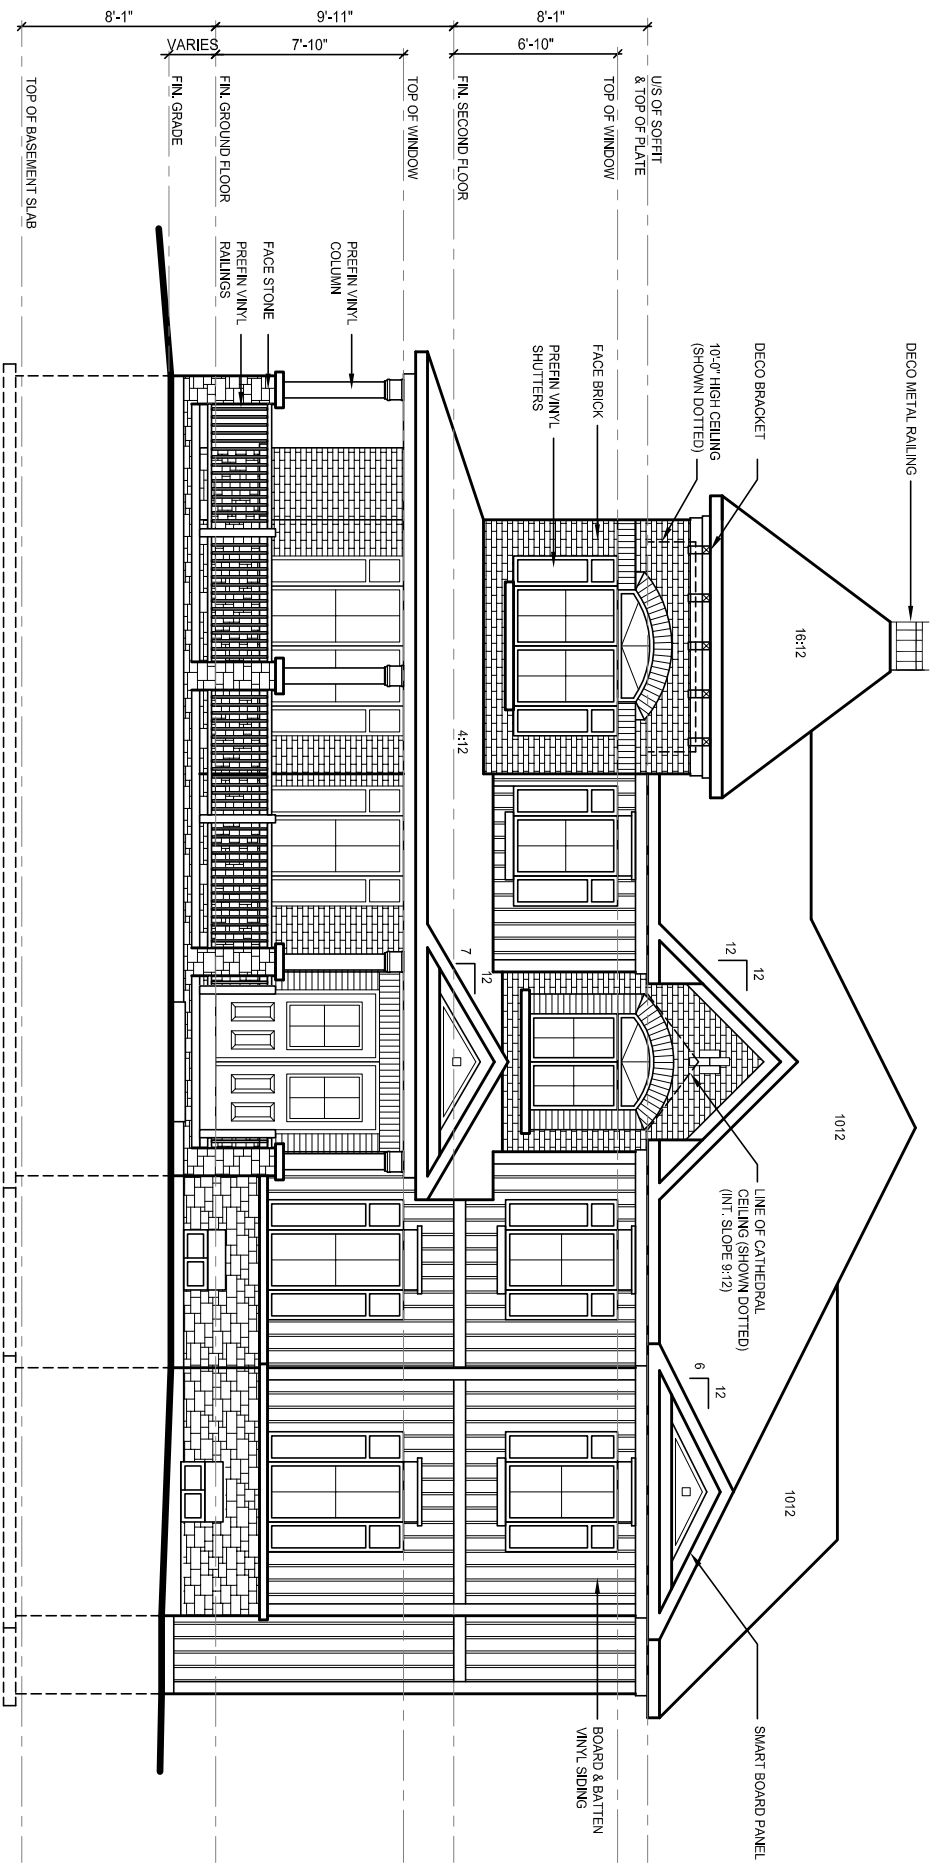 DECO METAL RAILING
DECO BRACKET
10'-0" HIGH CEILING
(SHOWN DOTTED)
U/S OF SOFFIT
& TOP OF PLATE
TOP OF WINDOW
FIN. SECOND FLOOR
TOP OF WINDOW
FIN. GROUND FLOOR
FIN. GRADE
TOP OF BASEMENT SLAB
8'-1"
6'-10"
9'-11"
7'-10"
VARIES
8'-1"
FACE BRICK
PREFIN VINYL
SHUTTERS
PREFIN VINYL
COLUMN
FACE STONE
PREFIN VINYL
RAILINGS
16:12
4:12
12
12
12
7
1012
LINE OF CATHEDRAL
CEILING (SHOWN DOTTED)
(INT. SLOPE 9:12)
12
6
1012
SMART BOARD PANEL
BOARD & BATTEN
VINYL SIDING